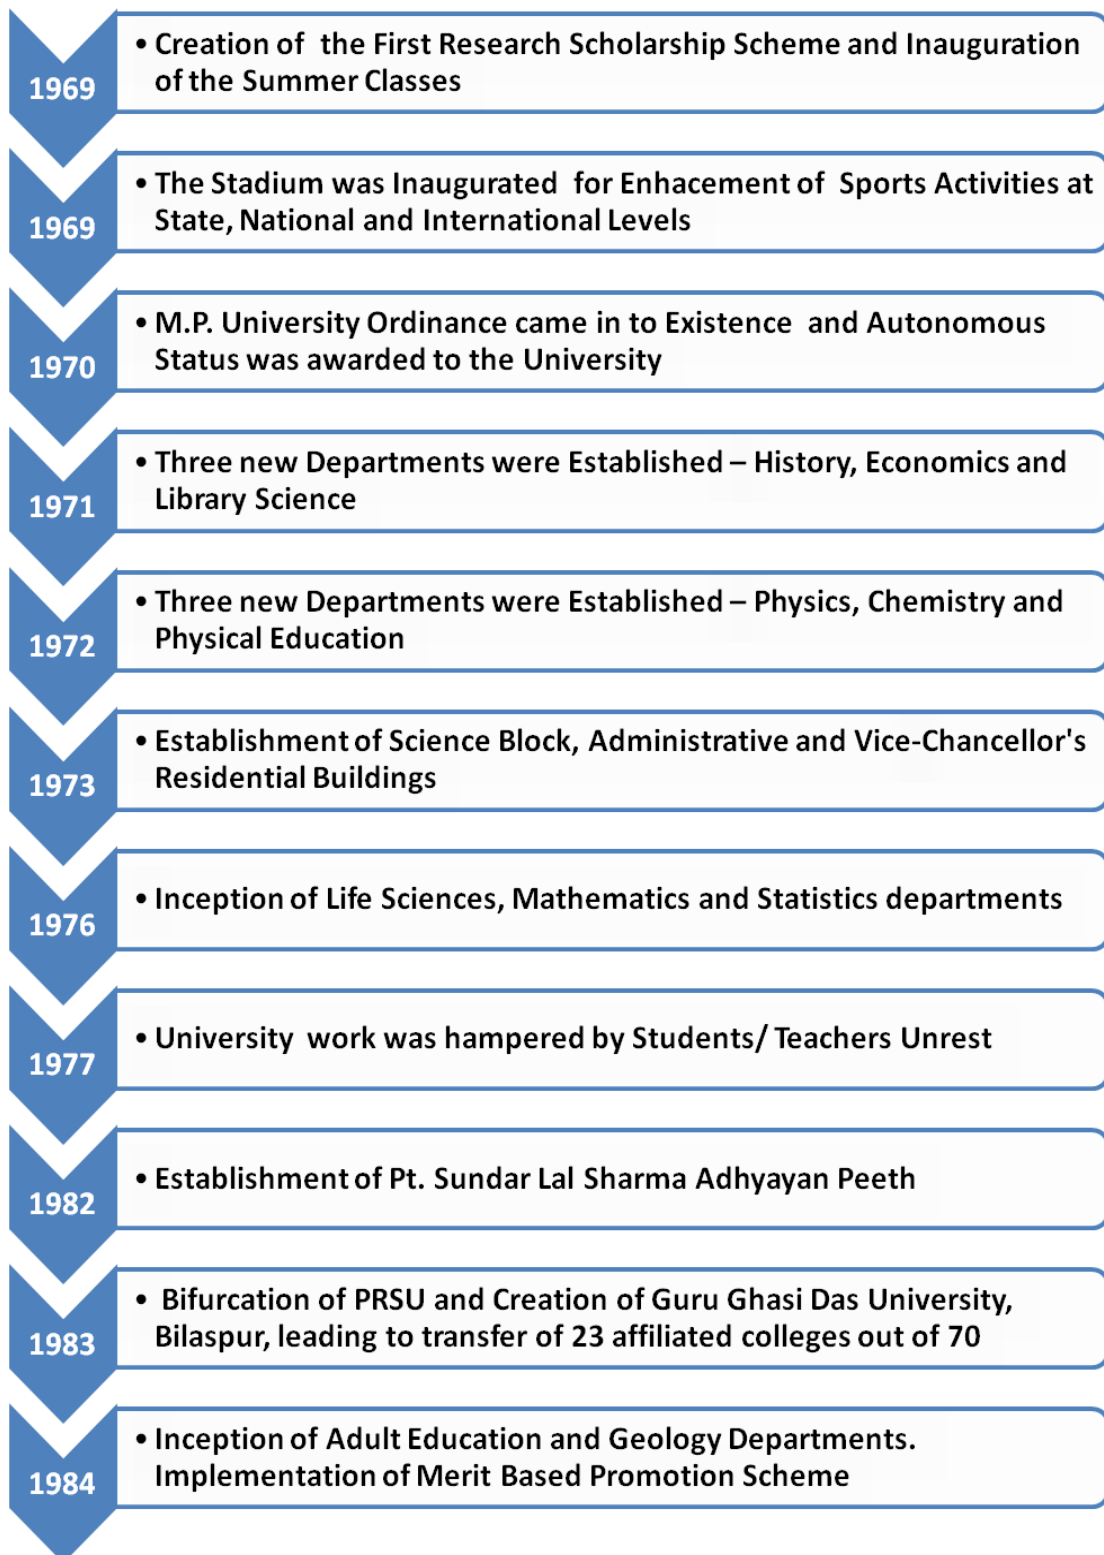 1969
• Creation of the First Research Scholarship Scheme and Inauguration
of the Summer Classes
1969
• The Stadium was Inaugurated for Enhacement of Sports Activities at
State, National and International Levels
1970
• M.P. University Ordinance came in to Existence and Autonomous
Status was awarded to the University
1971
• Three new Departments were Established – History, Economics and
Library Science
1972
• Three new Departments were Established – Physics, Chemistry and
Physical Education
1973
• Establishment of Science Block, Administrative and Vice-Chancellor's
Residential Buildings
1976
• Inception of Life Sciences, Mathematics and Statistics departments
1977
• University work was hampered by Students/ Teachers Unrest
1982
• Establishment of Pt. Sundar Lal Sharma Adhyayan Peeth
1983
• Bifurcation of PRSU and Creation of Guru Ghasi Das University,
Bilaspur, leading to transfer of 23 affiliated colleges out of 70
1984
• Inception of Adult Education and Geology Departments.
Implementation of Merit Based Promotion Scheme